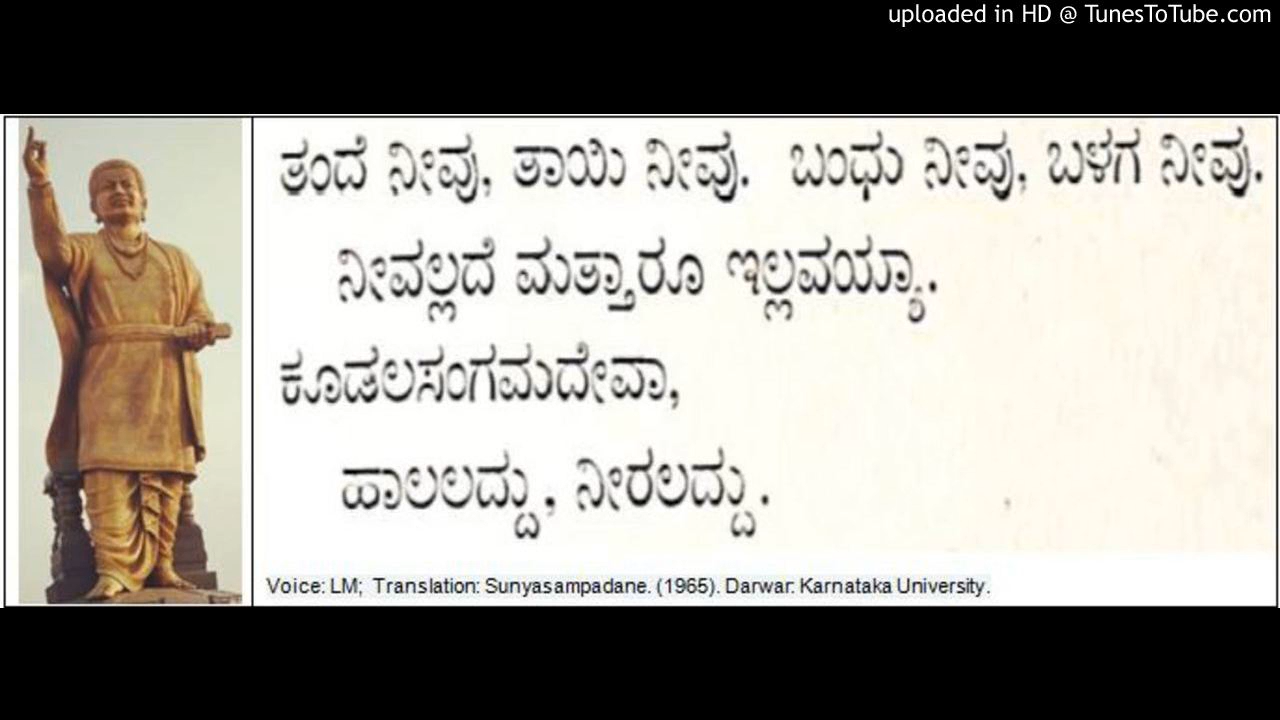 uploaded in HD @ TunesToTube.com
ತಂದೆ ನೀವು, ತಾಯಿ ನೀವು. ಬಂಧು ನೀವು, ಬಳಗ ನೀವು.
ನೀವಲ್ಲದೆ ಮತ್ತಾರೂ ಇಲ್ಲವಯ್ಯಾ.
ಕೂಡಲಸಂಗಮದೇವಾ,
ಹಾಲಲದ್ದು, ನೀರಲದ್ದು.
Voice: LM; Translation: Sunyasampadane. (1965). Darwar: Karnataka University.